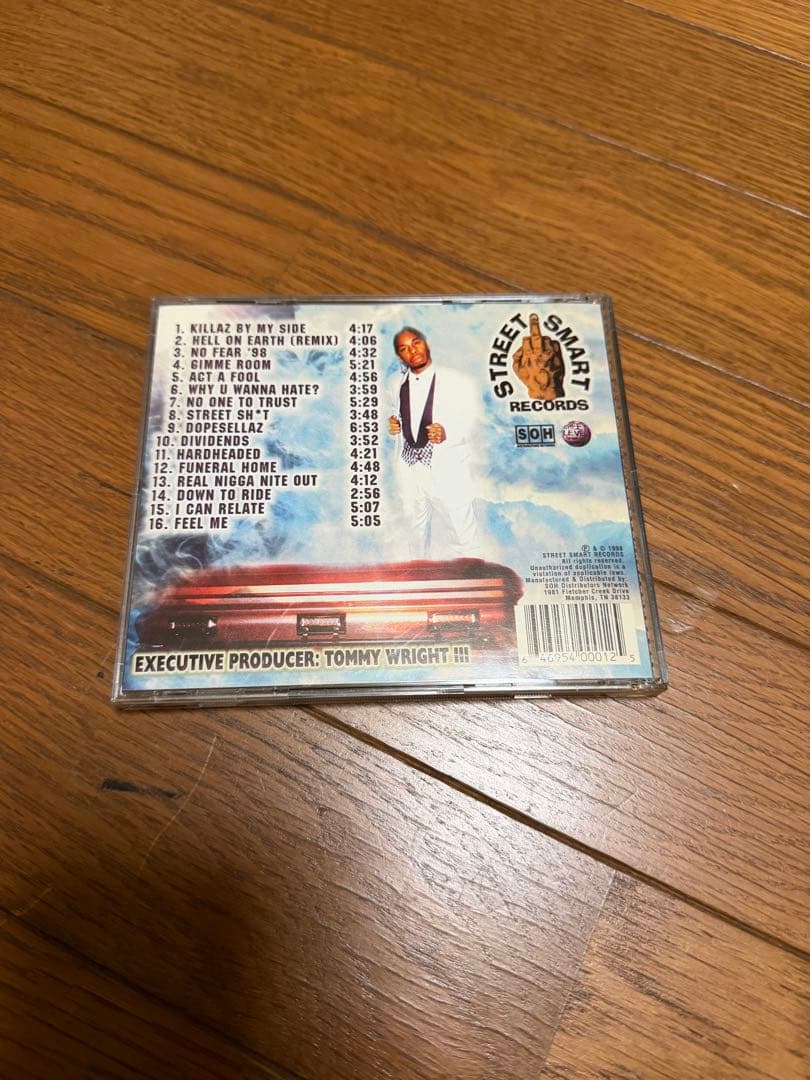 1. KILLAZ BY MY SIDE 4:17
2. HELL ON EARTH (REMIX) 4:06
3. NO FEAR '98 4:32
4. GIMME ROOM 5:21
5. ACT A FOOL 4:56
6. WHY U WANNA HATE? 3:59
7. NO ONE TO TRUST 5:29
8. STREET SH*T 3:48
9. DOPESELLAZ 6:53
10. DIVIDENDS 3:52
11. HARDHEADED 4:21
12. FUNERAL HOME 4:48
13. REAL NIGGA NITE OUT 4:12
14. DOWN TO RIDE 2:56
15. I CAN RELATE 5:07
16. FEEL ME 5:05
STREET SMART
RECORDS
SOH
℗ & © 1998
STREET SMART RECORDS
All rights reserved.
Unauthorized duplication is a
violation of applicable laws.
Manufactured & Distributed by:
SOH Distributors Network
1981 Fletcher Creek Drive
Memphis, TN 38133
6 46954 00012 5
EXECUTIVE PRODUCER: TOMMY WRIGHT III